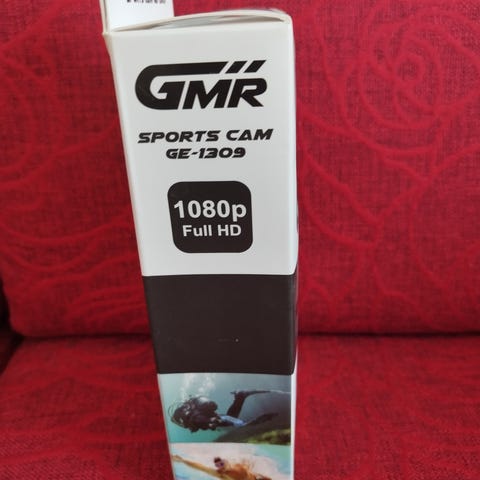 GMR
SPORTS CAM
GE-1309
1080p
Full HD